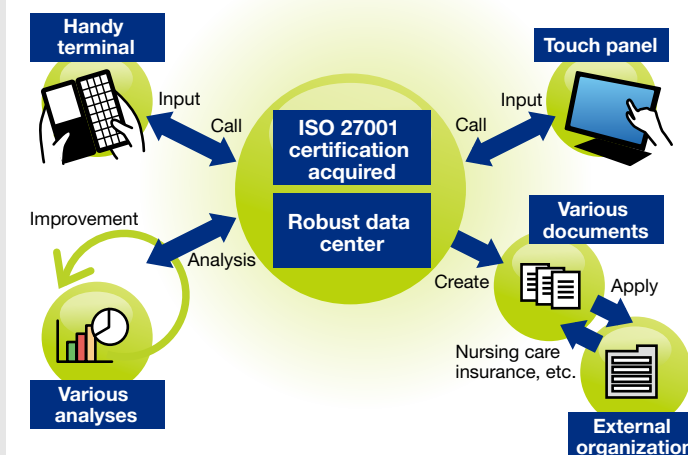 Handy
terminal
Touch panel
Input
Call
ISO 27001
certification
acquired
Call
Input
Robust data
center
Improvement
Analysis
Various
documents
Create
Apply
Nursing care
insurance, etc.
Various
analyses
External
organization